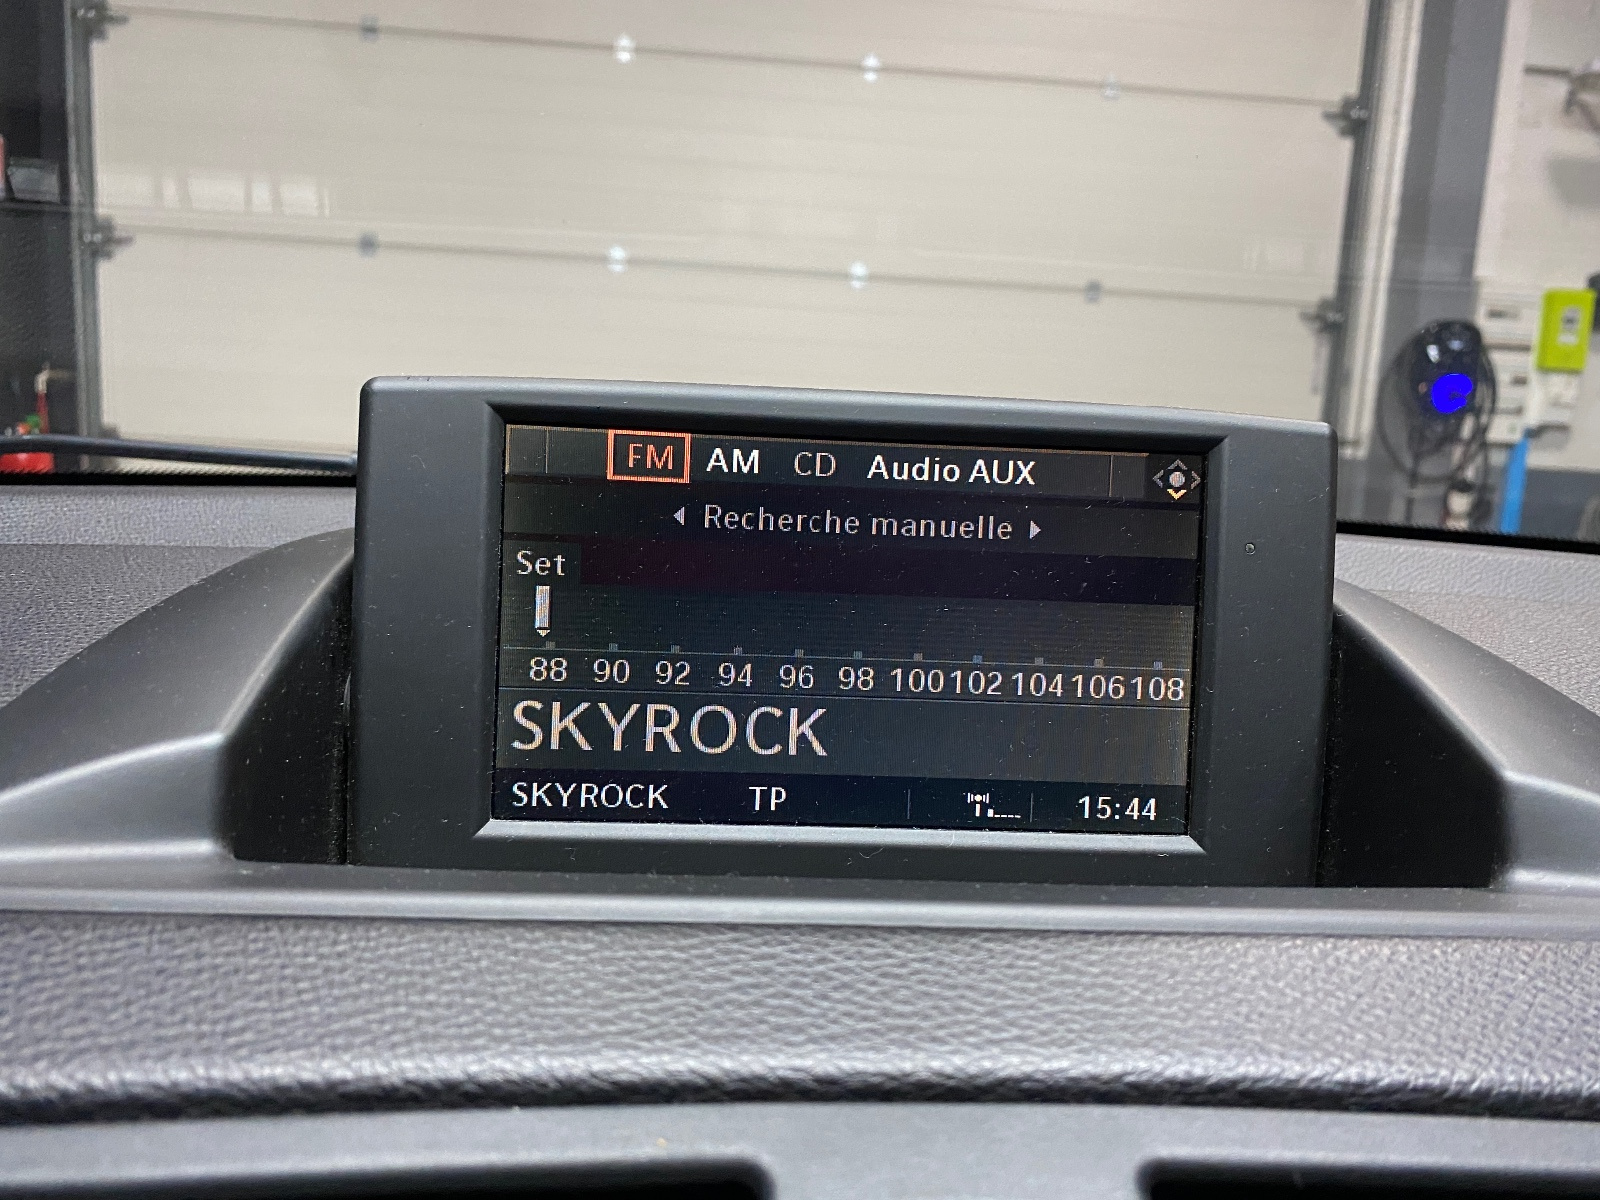 FM AM CD Audio AUX
Recherche manuelle
Set
88 90 92 94 96 98 100 102 104 106 108
SKYROCK
SKYROCK TP 15:44